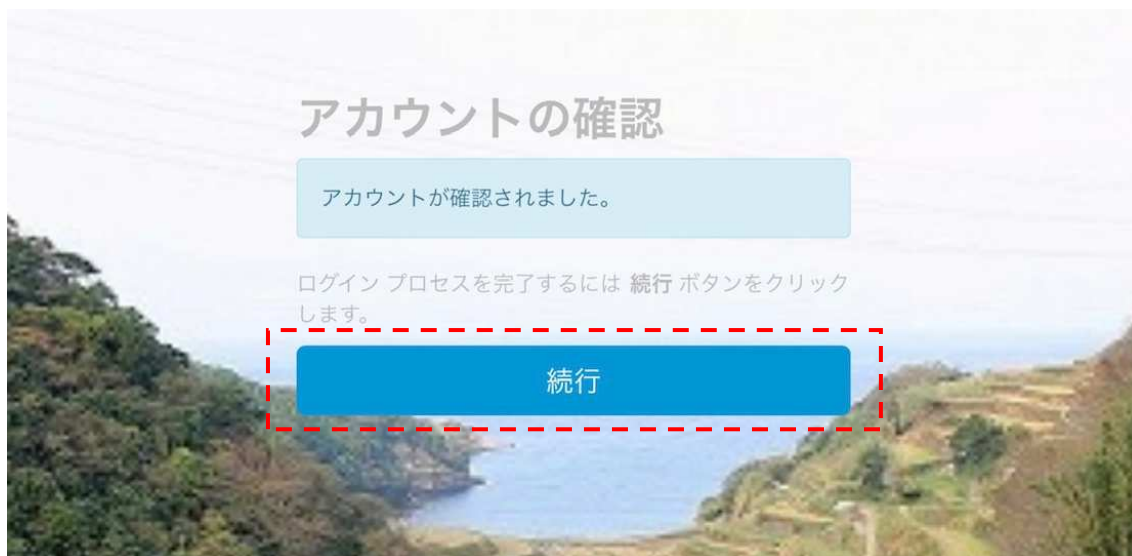 アカウントの確認
アカウントが確認されました。
ログイン プロセスを完了するには 続行 ボタンをクリック
します。
続行